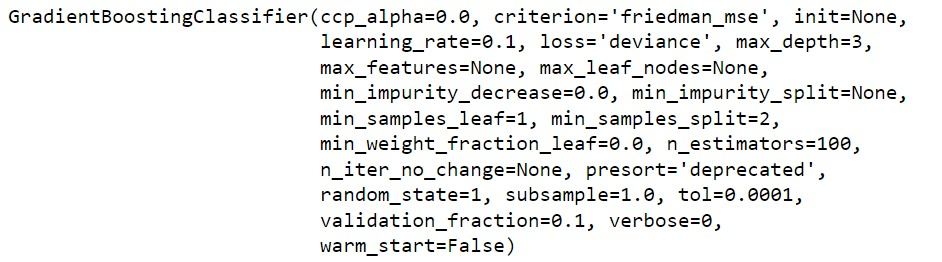 GradientBoostingClassifier(ccp_alpha=0.0, criterion='friedman_mse', init=None,
learning_rate=0.1, loss='deviance', max_depth=3,
max_features=None, max_leaf_nodes=None,
min_impurity_decrease=0.0, min_impurity_split=None,
min_samples_leaf=1, min_samples_split=2,
min_weight_fraction_leaf=0.0, n_estimators=100,
n_iter_no_change=None, presort='deprecated',
random_state=1, subsample=1.0, tol=0.0001,
validation_fraction=0.1, verbose=0,
warm_start=False)